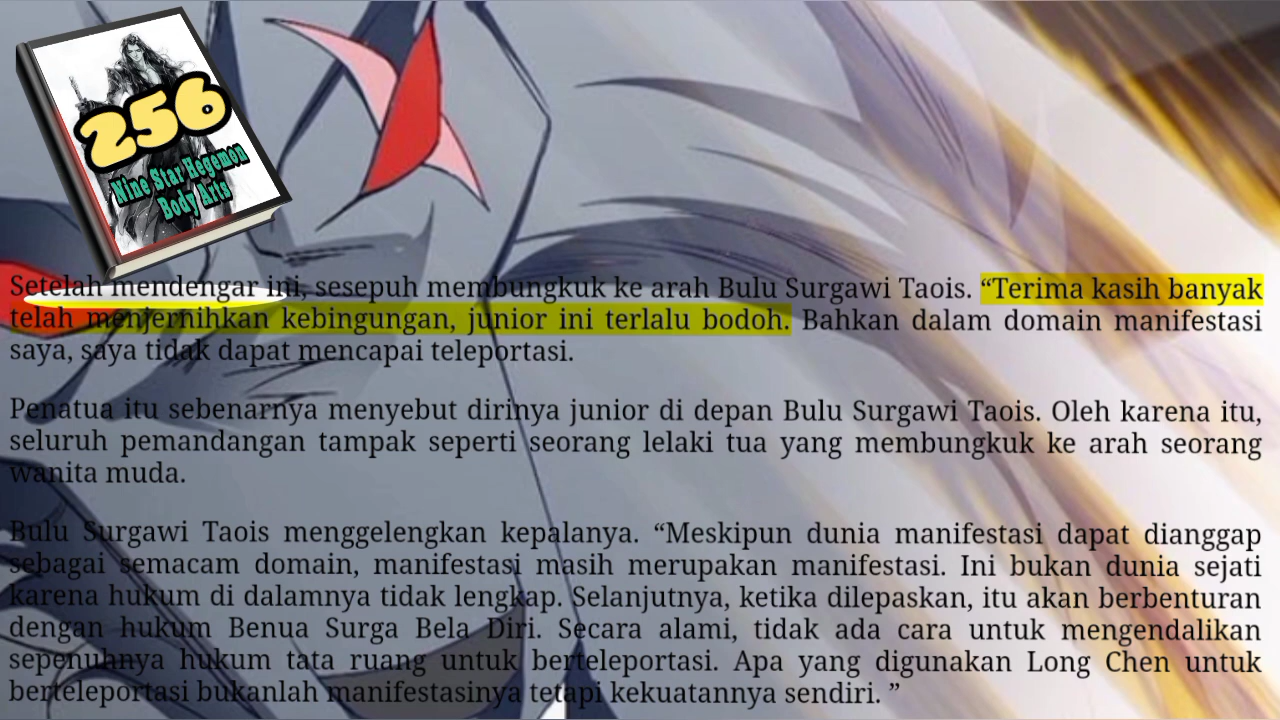 256
Nine Star Hegemon
Body Arts
Setelah mendengar ini, sesepuh membungkuk ke arah Bulu Surgawi Taois. “Terima kasih banyak
telah menjernihkan kebingungan, junior ini terlalu bodoh. Bahkan dalam domain manifestasi
saya, saya tidak dapat mencapai teleportasi.
Penatua itu sebenarnya menyebut dirinya junior di depan Bulu Surgawi Taois. Oleh karena itu,
seluruh pemandangan tampak seperti seorang lelaki tua yang membungkuk ke arah seorang
wanita muda.
Bulu Surgawi Taois menggelengkan kepalanya. “Meskipun dunia manifestasi dapat dianggap
sebagai semacam domain, manifestasi masih merupakan manifestasi. Ini bukan dunia sejati
karena hukum di dalamnya tidak lengkap. Selanjutnya, ketika dilepaskan, itu akan berbenturan
dengan hukum Benua Surga Bela Diri. Secara alami, tidak ada cara untuk mengendalikan
sepenuhnya hukum tata ruang untuk berteleportasi. Apa yang digunakan Long Chen untuk
berteleportasi bukanlah manifestasinya tetapi kekuatannya sendiri. ”